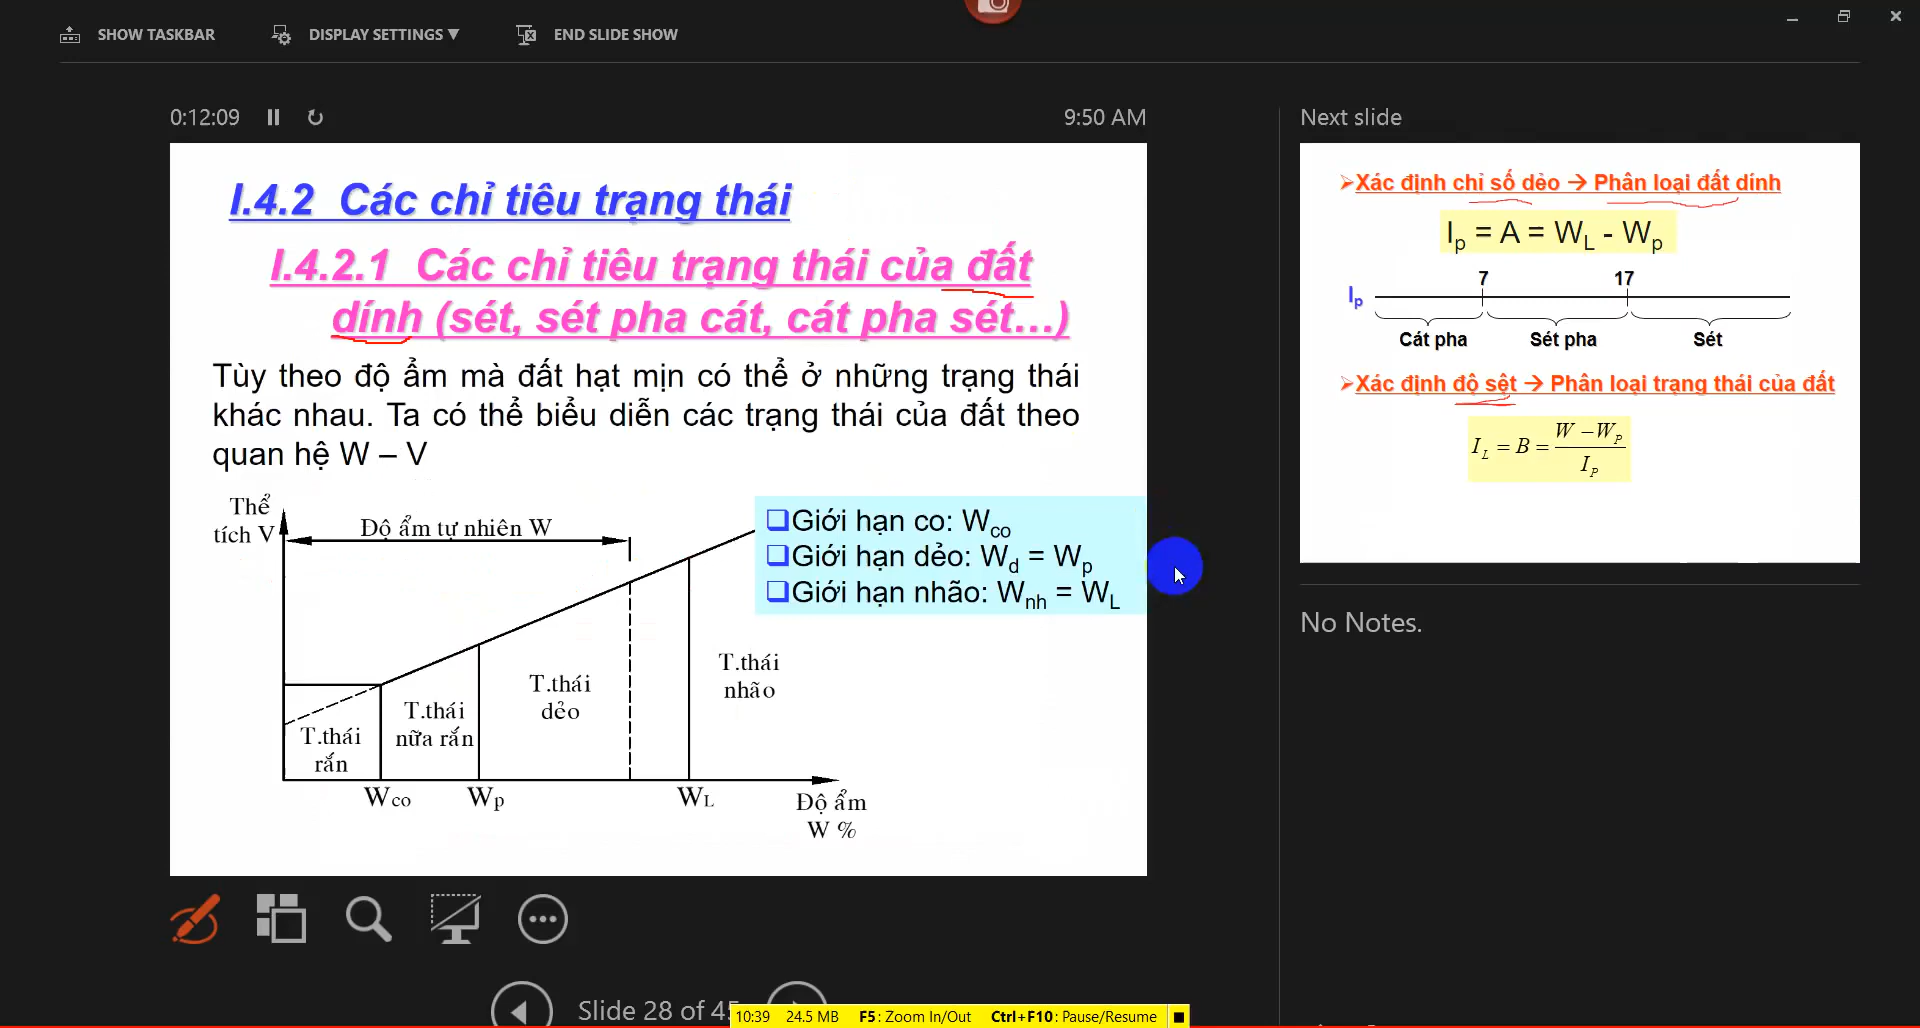 SHOW TASKBAR
DISPLAY SETTINGS ▼
END SLIDE SHOW
0:12:09
9:50 AM
I.4.2 Các chỉ tiêu trạng thái
I.4.2.1 Các chỉ tiêu trạng thái của đất
dính (sét, sét pha cát, cát pha sét...)
Tùy theo độ ẩm mà đất hạt mịn có thể ở những trạng thái
khác nhau. Ta có thể biểu diễn các trạng thái của đất theo
quan hệ W – V
Thể
tích V
Độ ẩm tự nhiên W
❑Giới hạn co: Wco
❑Giới hạn dẻo: Wd = Wp
❑Giới hạn nhão: Wnh = WL
T.thái
rắn
T.thái
nữa rắn
T.thái
dẻo
T.thái
nhão
Wco
Wp
WL
Độ ẩm
W %
Slide 28 of 45
Next slide
➢Xác định chỉ số dẻo → Phân loại đất dính
Ip = A = WL - Wp
7
17
Ip
Cát pha
Sét pha
Sét
➢Xác định độ sệt → Phân loại trạng thái của đất
IL = B = (W – WP) / IP
No Notes.
10:39 24.5 MB F5: Zoom In/Out Ctrl+F10: Pause/Resume